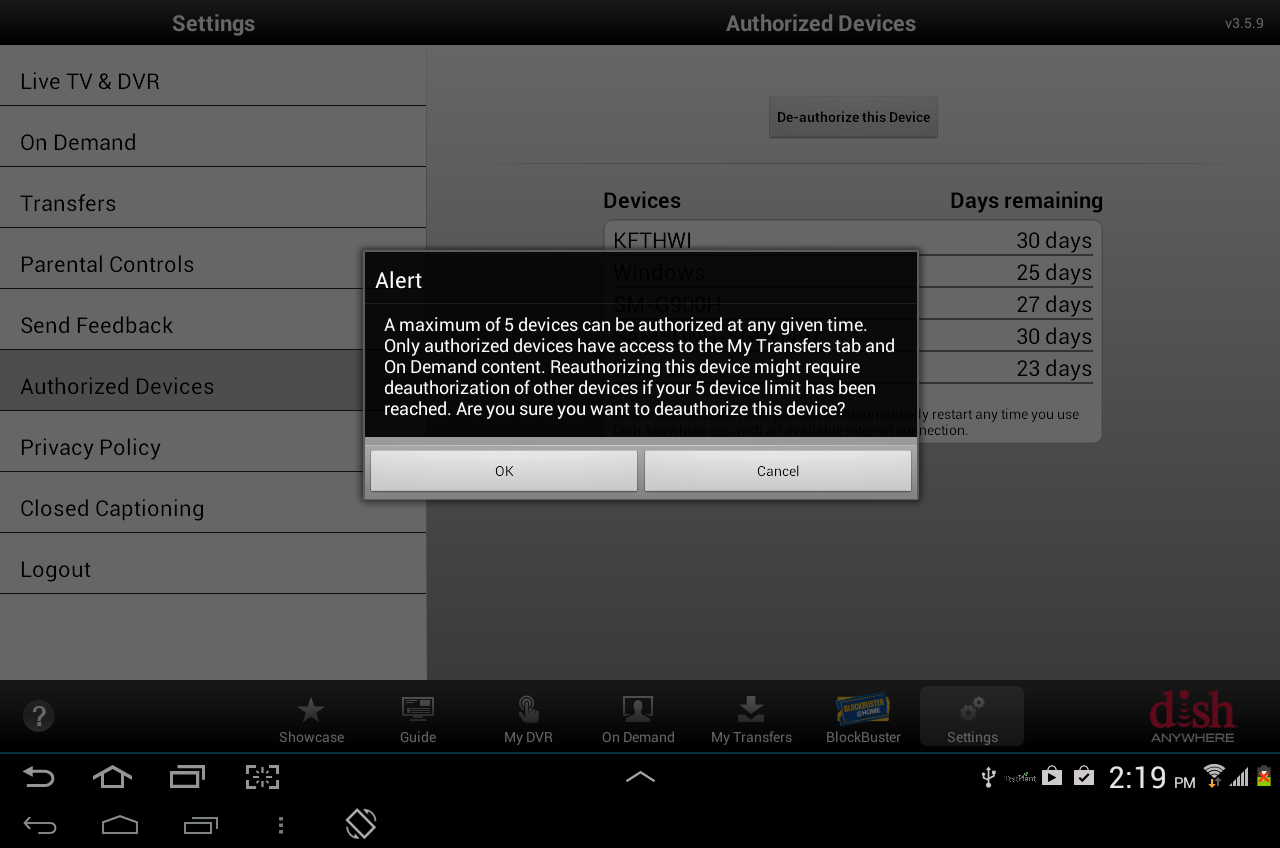 Settings
Authorized Devices
v3.5.9
Live TV & DVR
On Demand
Transfers
Parental Controls
Send Feedback
Authorized Devices
Privacy Policy
Closed Captioning
Logout
De-authorize this Device
Devices Days remaining
KFTHWI 30 days
Windows 25 days
SM-G900H 27 days
30 days
23 days
automatically restart any time you use
Dish Anywhere app with an available internet connection.
Alert
A maximum of 5 devices can be authorized at any given time.
Only authorized devices have access to the My Transfers tab and
On Demand content. Reauthorizing this device might require
deauthorization of other devices if your 5 device limit has been
reached. Are you sure you want to deauthorize this device?
OK
Cancel
?
Showcase
Guide
My DVR
On Demand
My Transfers
BLOCKBUSTER
@HOME
BlockBuster
Settings
dish
ANYWHERE
TestPlant
2:19 PM